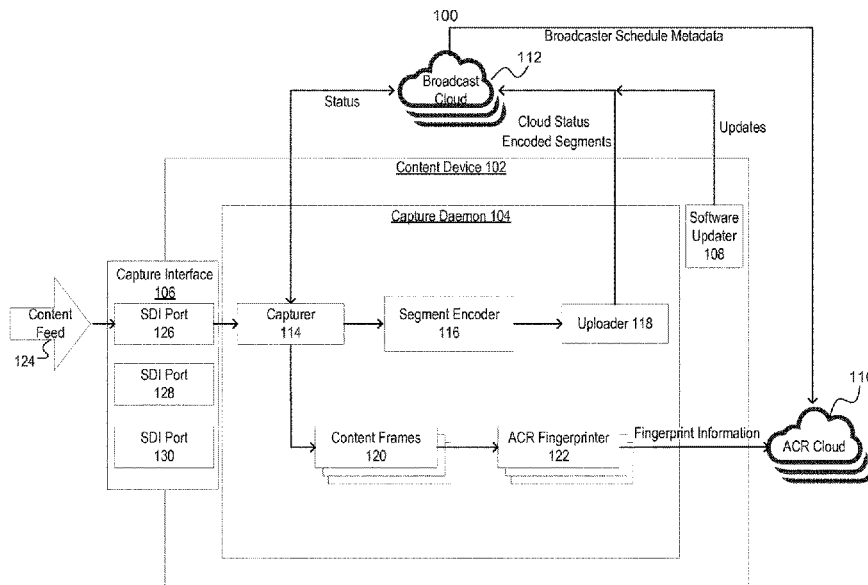 100
Broadcaster Schedule Metadata
112
Broadcast
Cloud
Status
Cloud Status
Encoded Segments
Updates
Content Device 102
Capture Daemon 104
Software
Updater
108
Capture Interface
106
Content
Feed
124
SDI Port
126
Capturer
114
Segment Encoder
116
Uploader 118
SDI Port
128
SDI Port
130
Content Frames
120
ACR Fingerprinter
122
Fingerprint Information
ACR Cloud